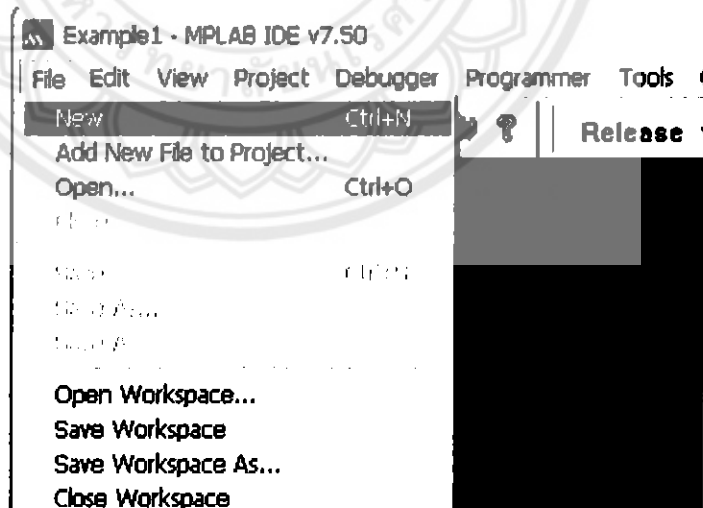 Example1 - MPLAB IDE v7.50
File Edit View Project Debugger Programmer Tools
New Ctrl+N
Add New File to Project...
Open... Ctrl+O
Open Workspace...
Save Workspace
Save Workspace As...
Close Workspace
Release